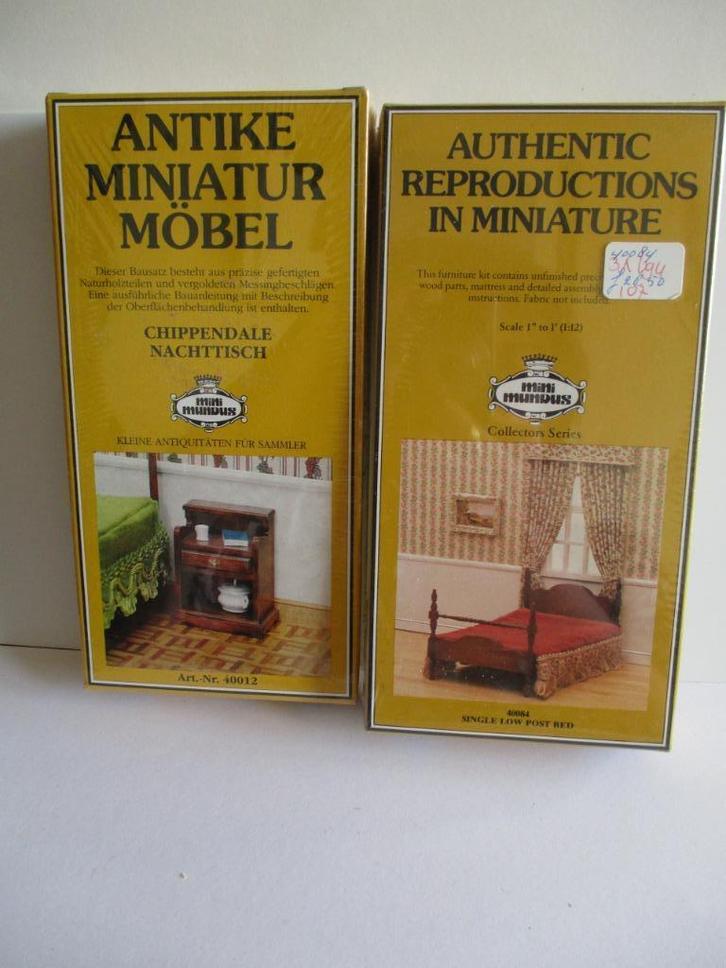 ANTIKE
MINIATUR
MÖBEL
Dieser Bausatz besteht aus präzise gefertigten
Naturholzteilen und vergoldeten Messingbeschlägen.
Eine ausführliche Bauanleitung mit Beschreibung
der Oberflächenbehandlung ist enthalten.
CHIPPENDALE
NACHTTISCH
mini
mundus
KLEINE ANTIQUITÄTEN FÜR SAMMLER
Art.-Nr. 40012
AUTHENTIC
REPRODUCTIONS
IN MINIATURE
This furniture kit contains unfinished
wood parts, mattress and detailed
instructions. Fabric not included.
40084
Scale 1" to 1' (1:12)
mini
mundus
Collectors Series
40084
SINGLE LOW POST BED